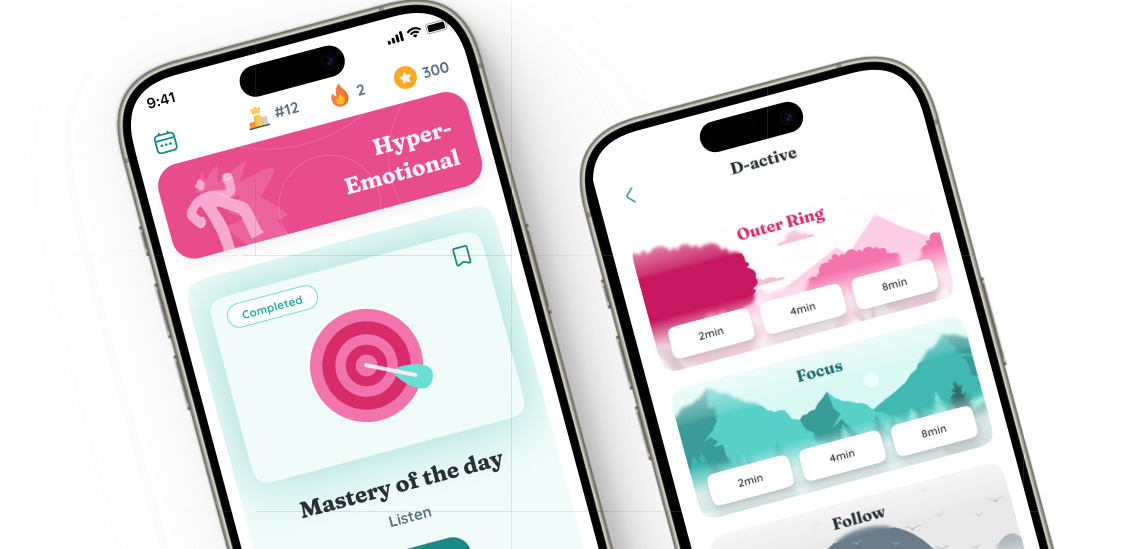 9:41
#12
2
300
Hyper-
Emotional
Completed
Mastery of the day
Listen
D-active
Outer Ring
2min
4min
8min
Focus
2min
4min
8min
Follow